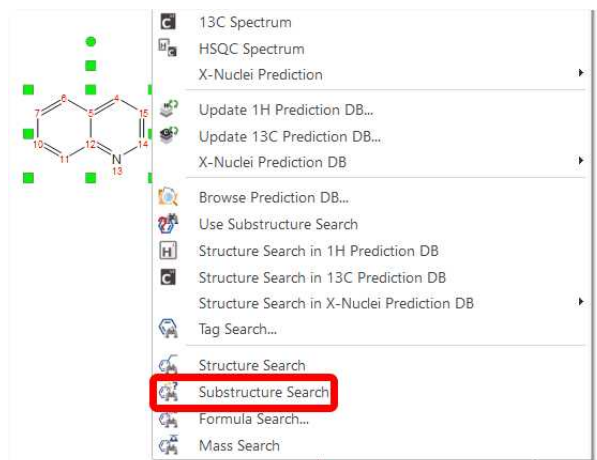 13C Spectrum
HSQC Spectrum
X-Nuclei Prediction
Update 1H Prediction DB...
Update 13C Prediction DB...
X-Nuclei Prediction DB
Browse Prediction DB...
Use Substructure Search
Structure Search in 1H Prediction DB
Structure Search in 13C Prediction DB
Structure Search in X-Nuclei Prediction DB
Tag Search...
Structure Search
Substructure Search
Formula Search...
Mass Search
6 4
7 5 15
10 12 14
11 N
13